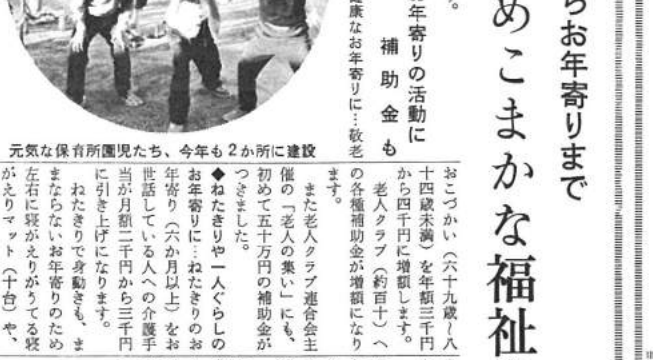 らお年寄りまで
めこまかな福祉
お年寄りの活動に
補助金も
健康なお年寄りに…敬老
おこづかい（六十九歳〜八
十四歳未満）を年額三千円
から四千円に増額します。
老人クラブ（約百十）へ
の各種補助金が増額になり
ます。
また老人クラブ連合会主
催の「老人の集い」にも、
初めて五十万円の補助金が
つきました。
◆ねたきりや一人ぐらしの
お年寄りに…ねたきりのお
年寄り（六か月以上）をお
世話している人への介護手
当が月額二千円から三千円
に引き上げになります。
ねたきりで身動きも、ま
まならないお年寄りのため
左右に寝がえりがうてる寝
がえりマット（十台）や、
元気な保育所園児たち、今年も2か所に建設